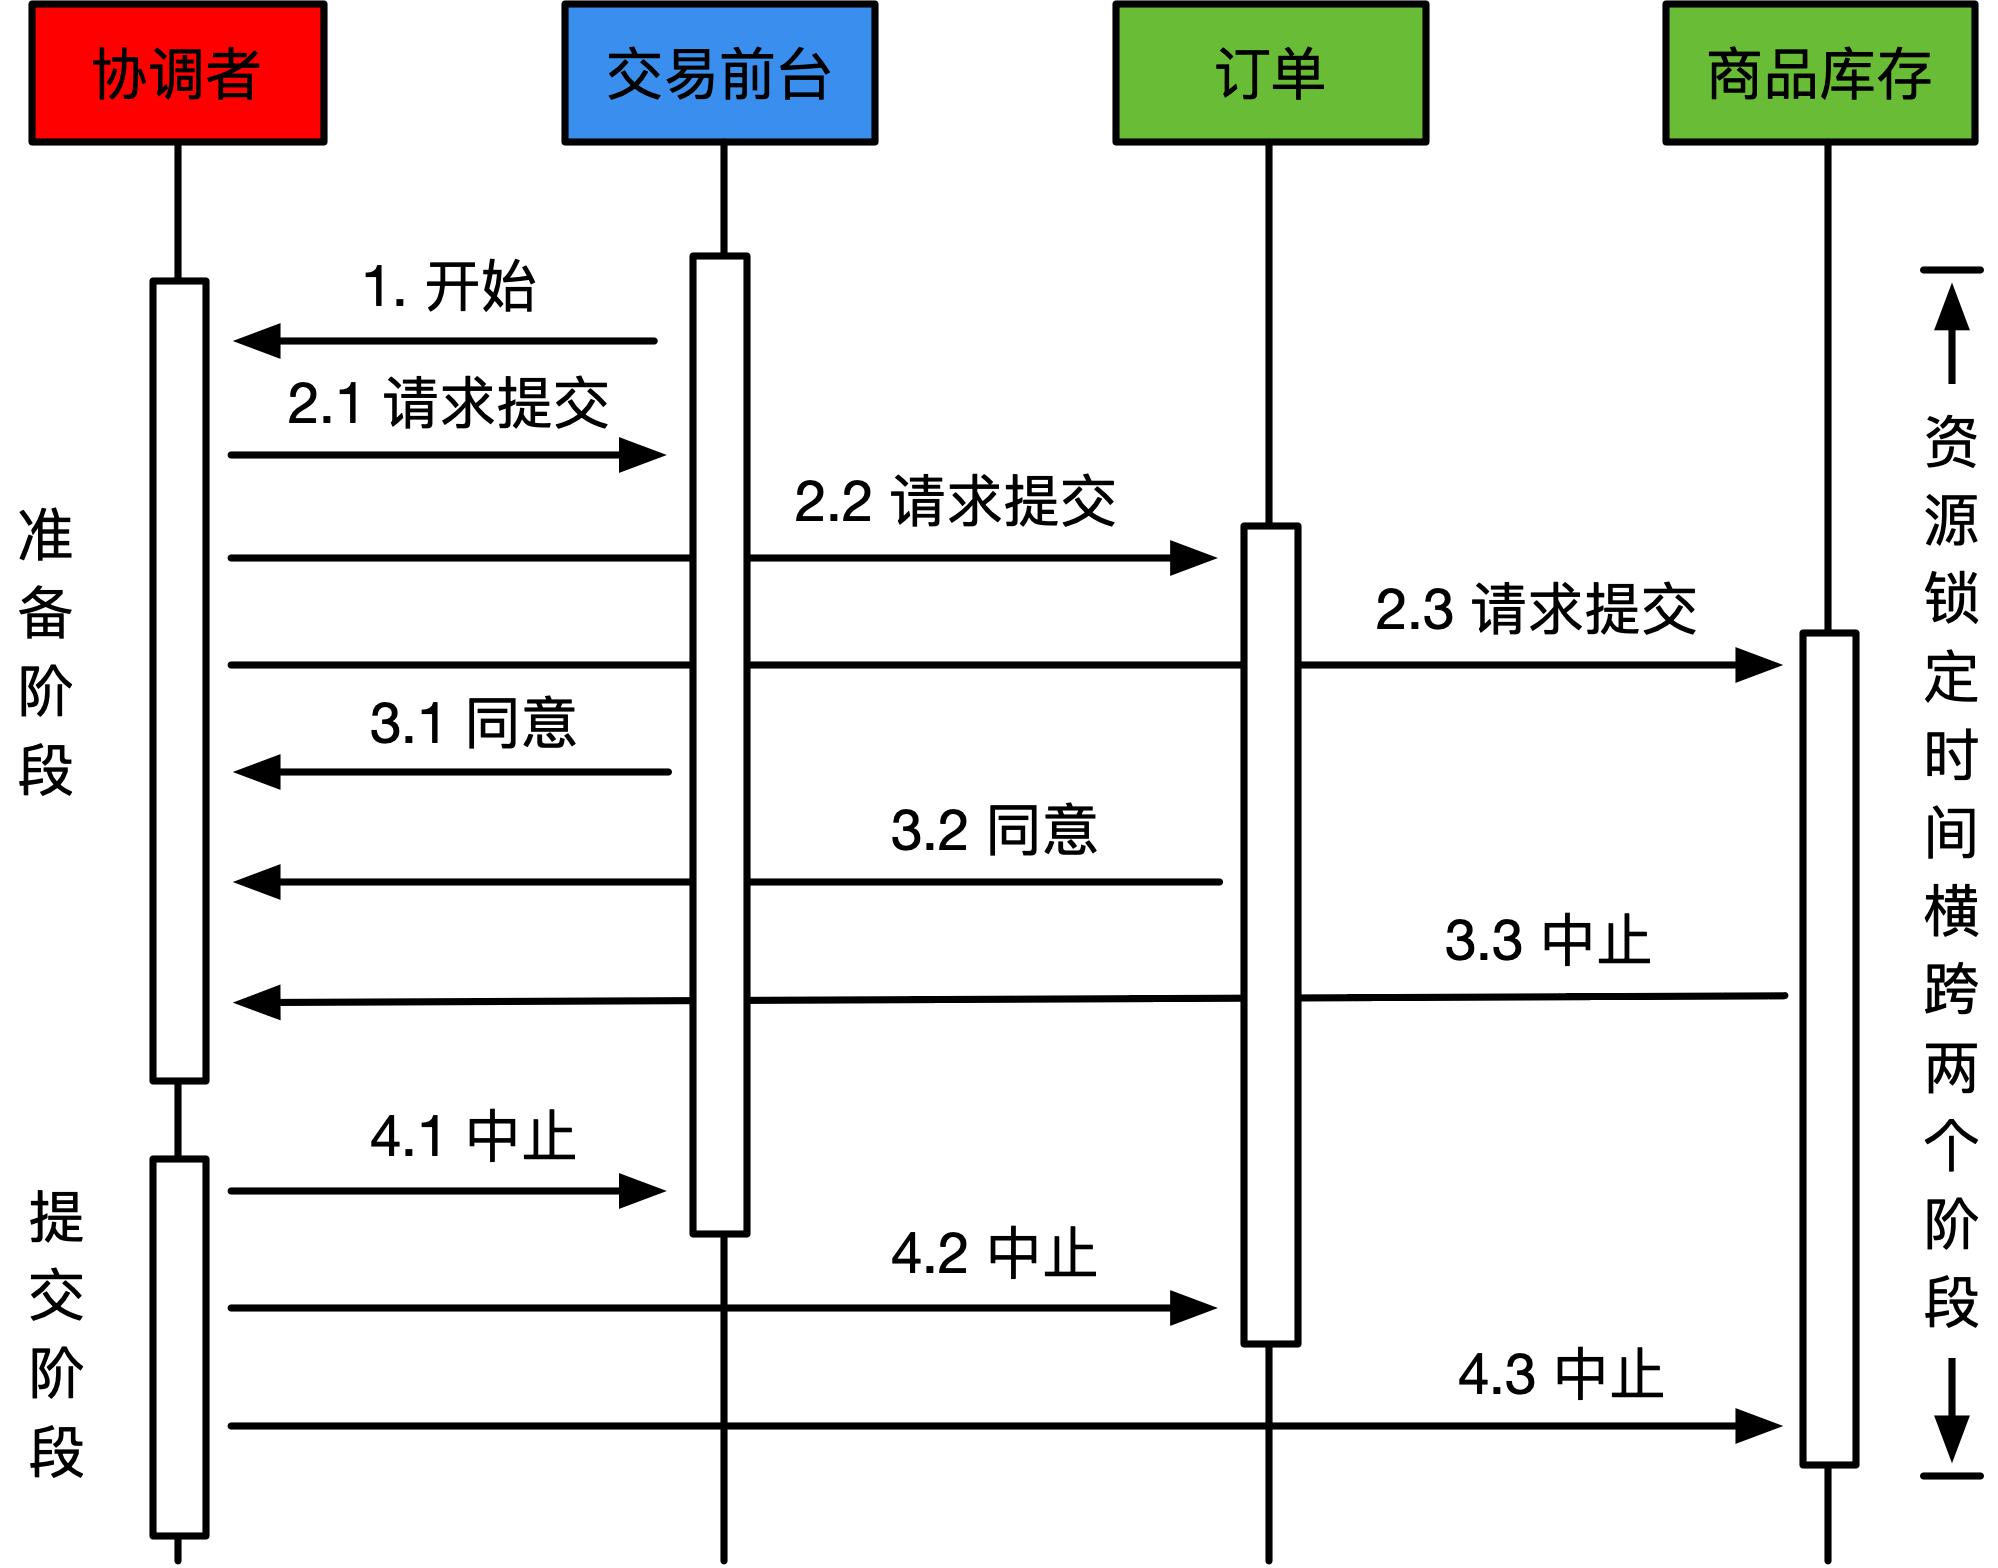 协调者
交易前台
订单
商品库存
1. 开始
2.1 请求提交
2.2 请求提交
2.3 请求提交
3.1 同意
3.2 同意
3.3 中止
4.1 中止
4.2 中止
4.3 中止
准备阶段
提交阶段
资源锁定时间横跨两个阶段